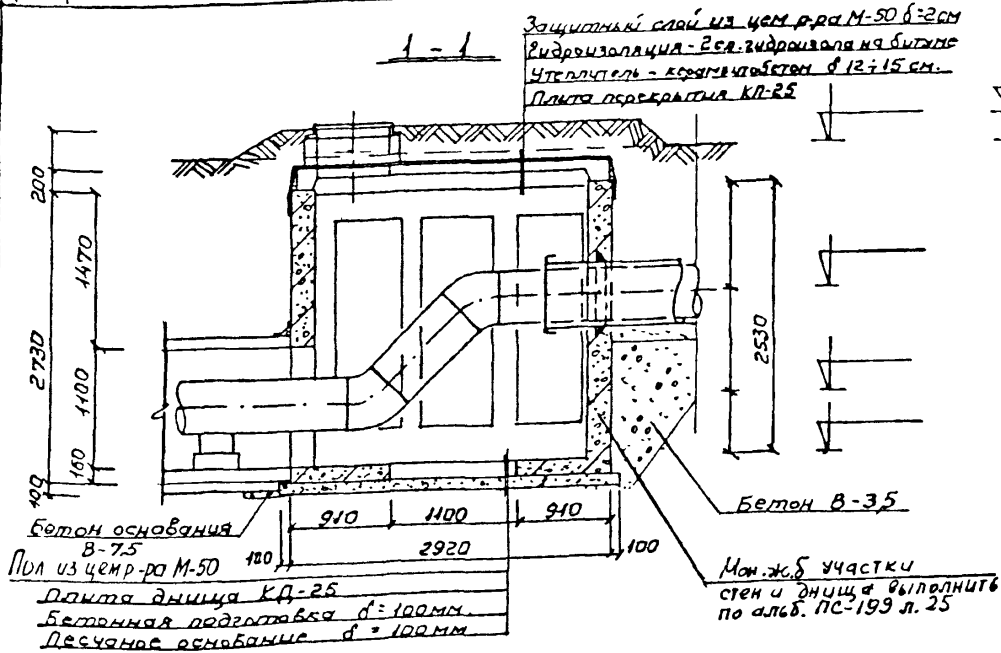 1 - 1
Защитный слой из цем р-ра М-50 δ=2см
Гидроизоляция - 2сл. гидроизола на битуме
Утеплитель - керамзитобетон δ 12÷15 см.
Плита перекрытия КП-25
200
1470
2730
1100
160
100
2530
910
1100
910
2920
120
100
Бетон основания
В-7,5
Пол из цем р-ра М-50
Плита днища КД-25
Бетонная подготовка δ=100мм.
Песчаное основание δ=100мм
Бетон В-3,5
Мон. ж.б участки
стен и днища выполнить
по альб. ПС-199 л. 25